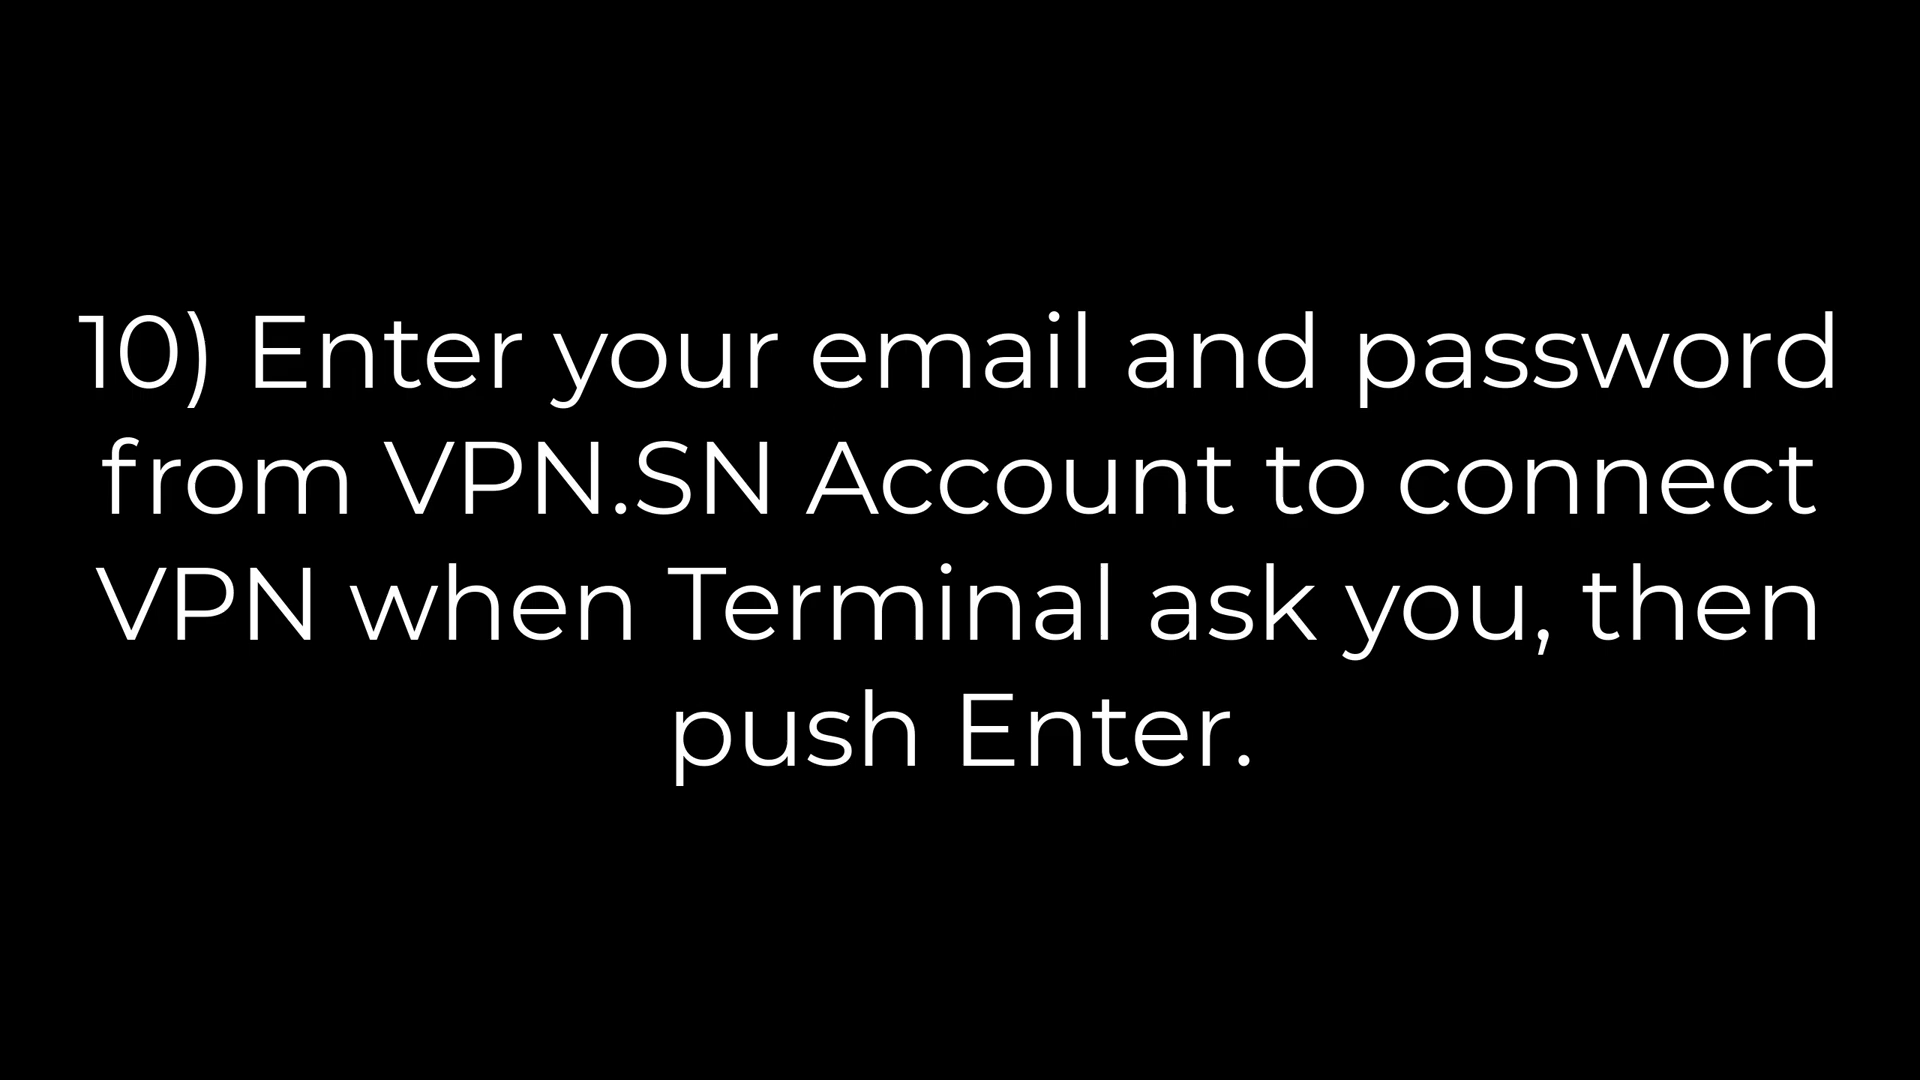 10) Enter your email and password
from VPN.SN Account to connect
VPN when Terminal ask you, then
push Enter.